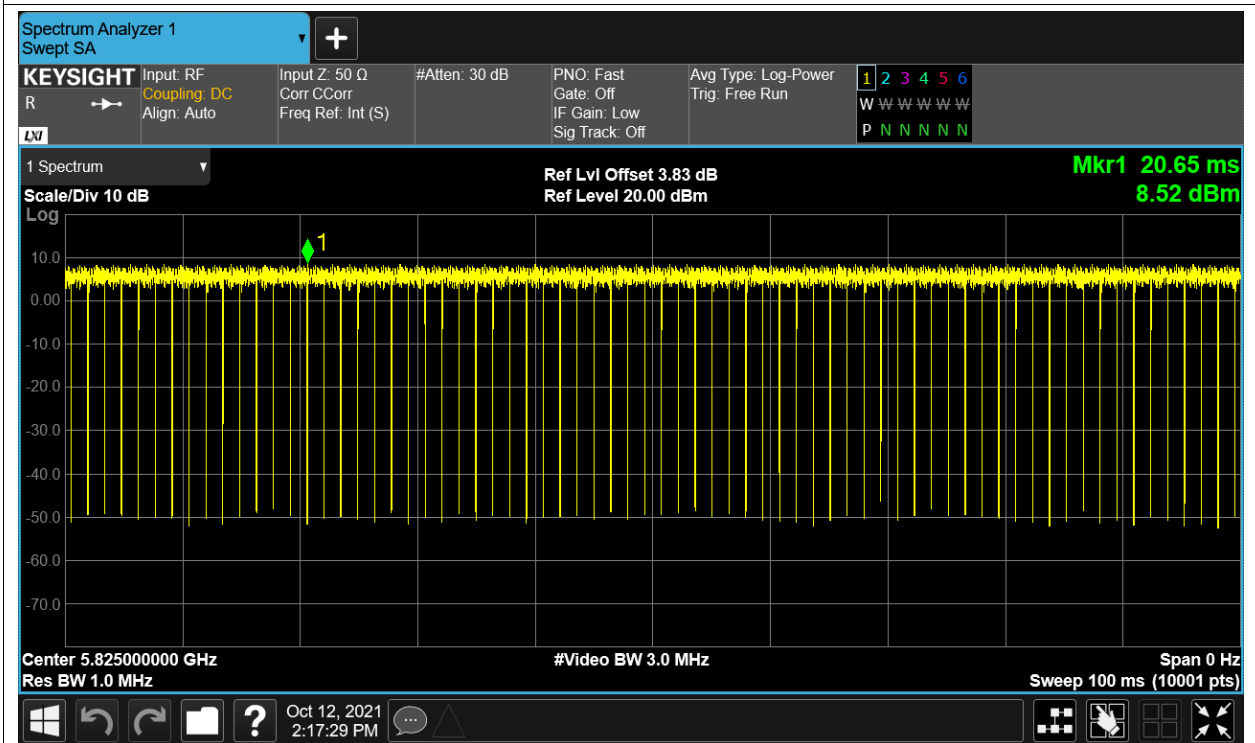 Spectrum Analyzer 1
Swept SA
KEYSIGHT
R
LXI
Input: RF
Coupling: DC
Align: Auto
Input Z: 50 Ω
Corr CCorr
Freq Ref: Int (S)
#Atten: 30 dB
PNO: Fast
Gate: Off
IF Gain: Low
Sig Track: Off
Avg Type: Log-Power
Trig: Free Run
1 2 3 4 5 6
W W W W W W
P N N N N N
1 Spectrum
Scale/Div 10 dB
Ref Lvl Offset 3.83 dB
Ref Level 20.00 dBm
Mkr1 20.65 ms
8.52 dBm
Log
1
10.0
0.00
-10.0
-20.0
-30.0
-40.0
-50.0
-60.0
-70.0
Center 5.825000000 GHz
Res BW 1.0 MHz
#Video BW 3.0 MHz
Span 0 Hz
Sweep 100 ms (10001 pts)
?
Oct 12, 2021
2:17:29 PM